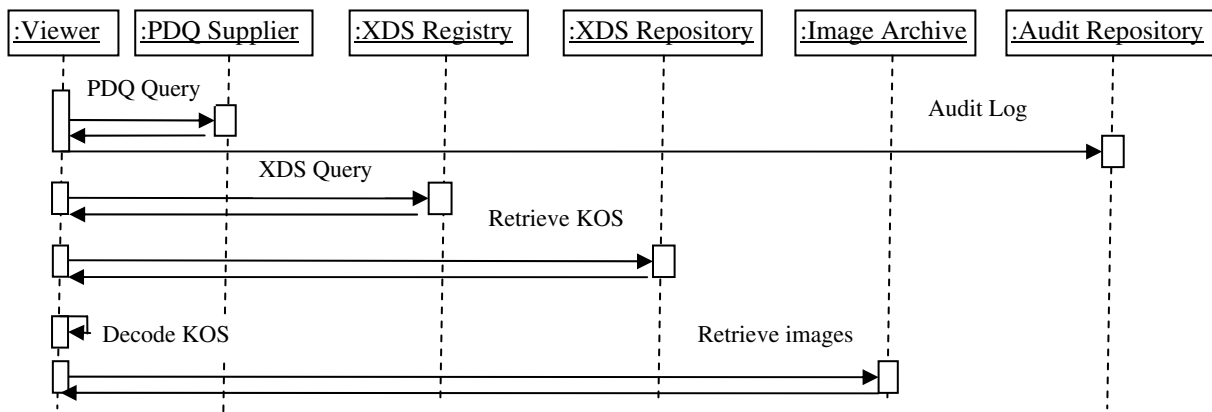 :Viewer
:PDQ Supplier
:XDS Registry
:XDS Repository
:Image Archive
:Audit Repository
PDQ Query
Audit Log
XDS Query
Retrieve KOS
Decode KOS
Retrieve images